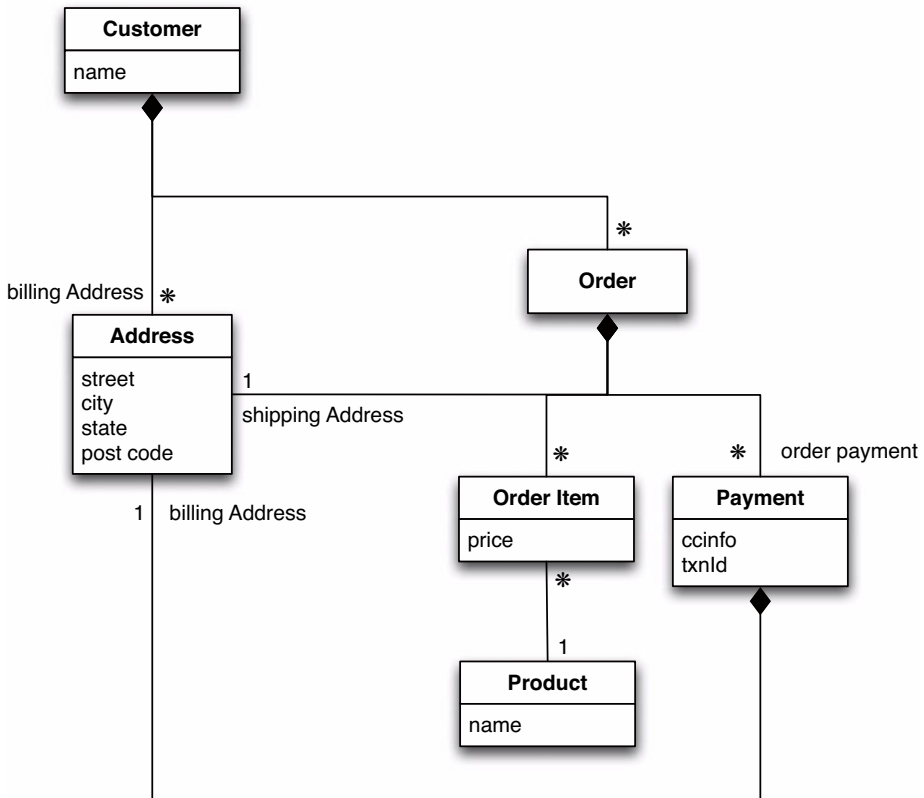 Customer
name
*
Order
billing Address
*
Address
street
city
state
post code
1
shipping Address
*
*
order payment
1
billing Address
Order Item
price
Payment
ccinfo
txnId
*
1
Product
name